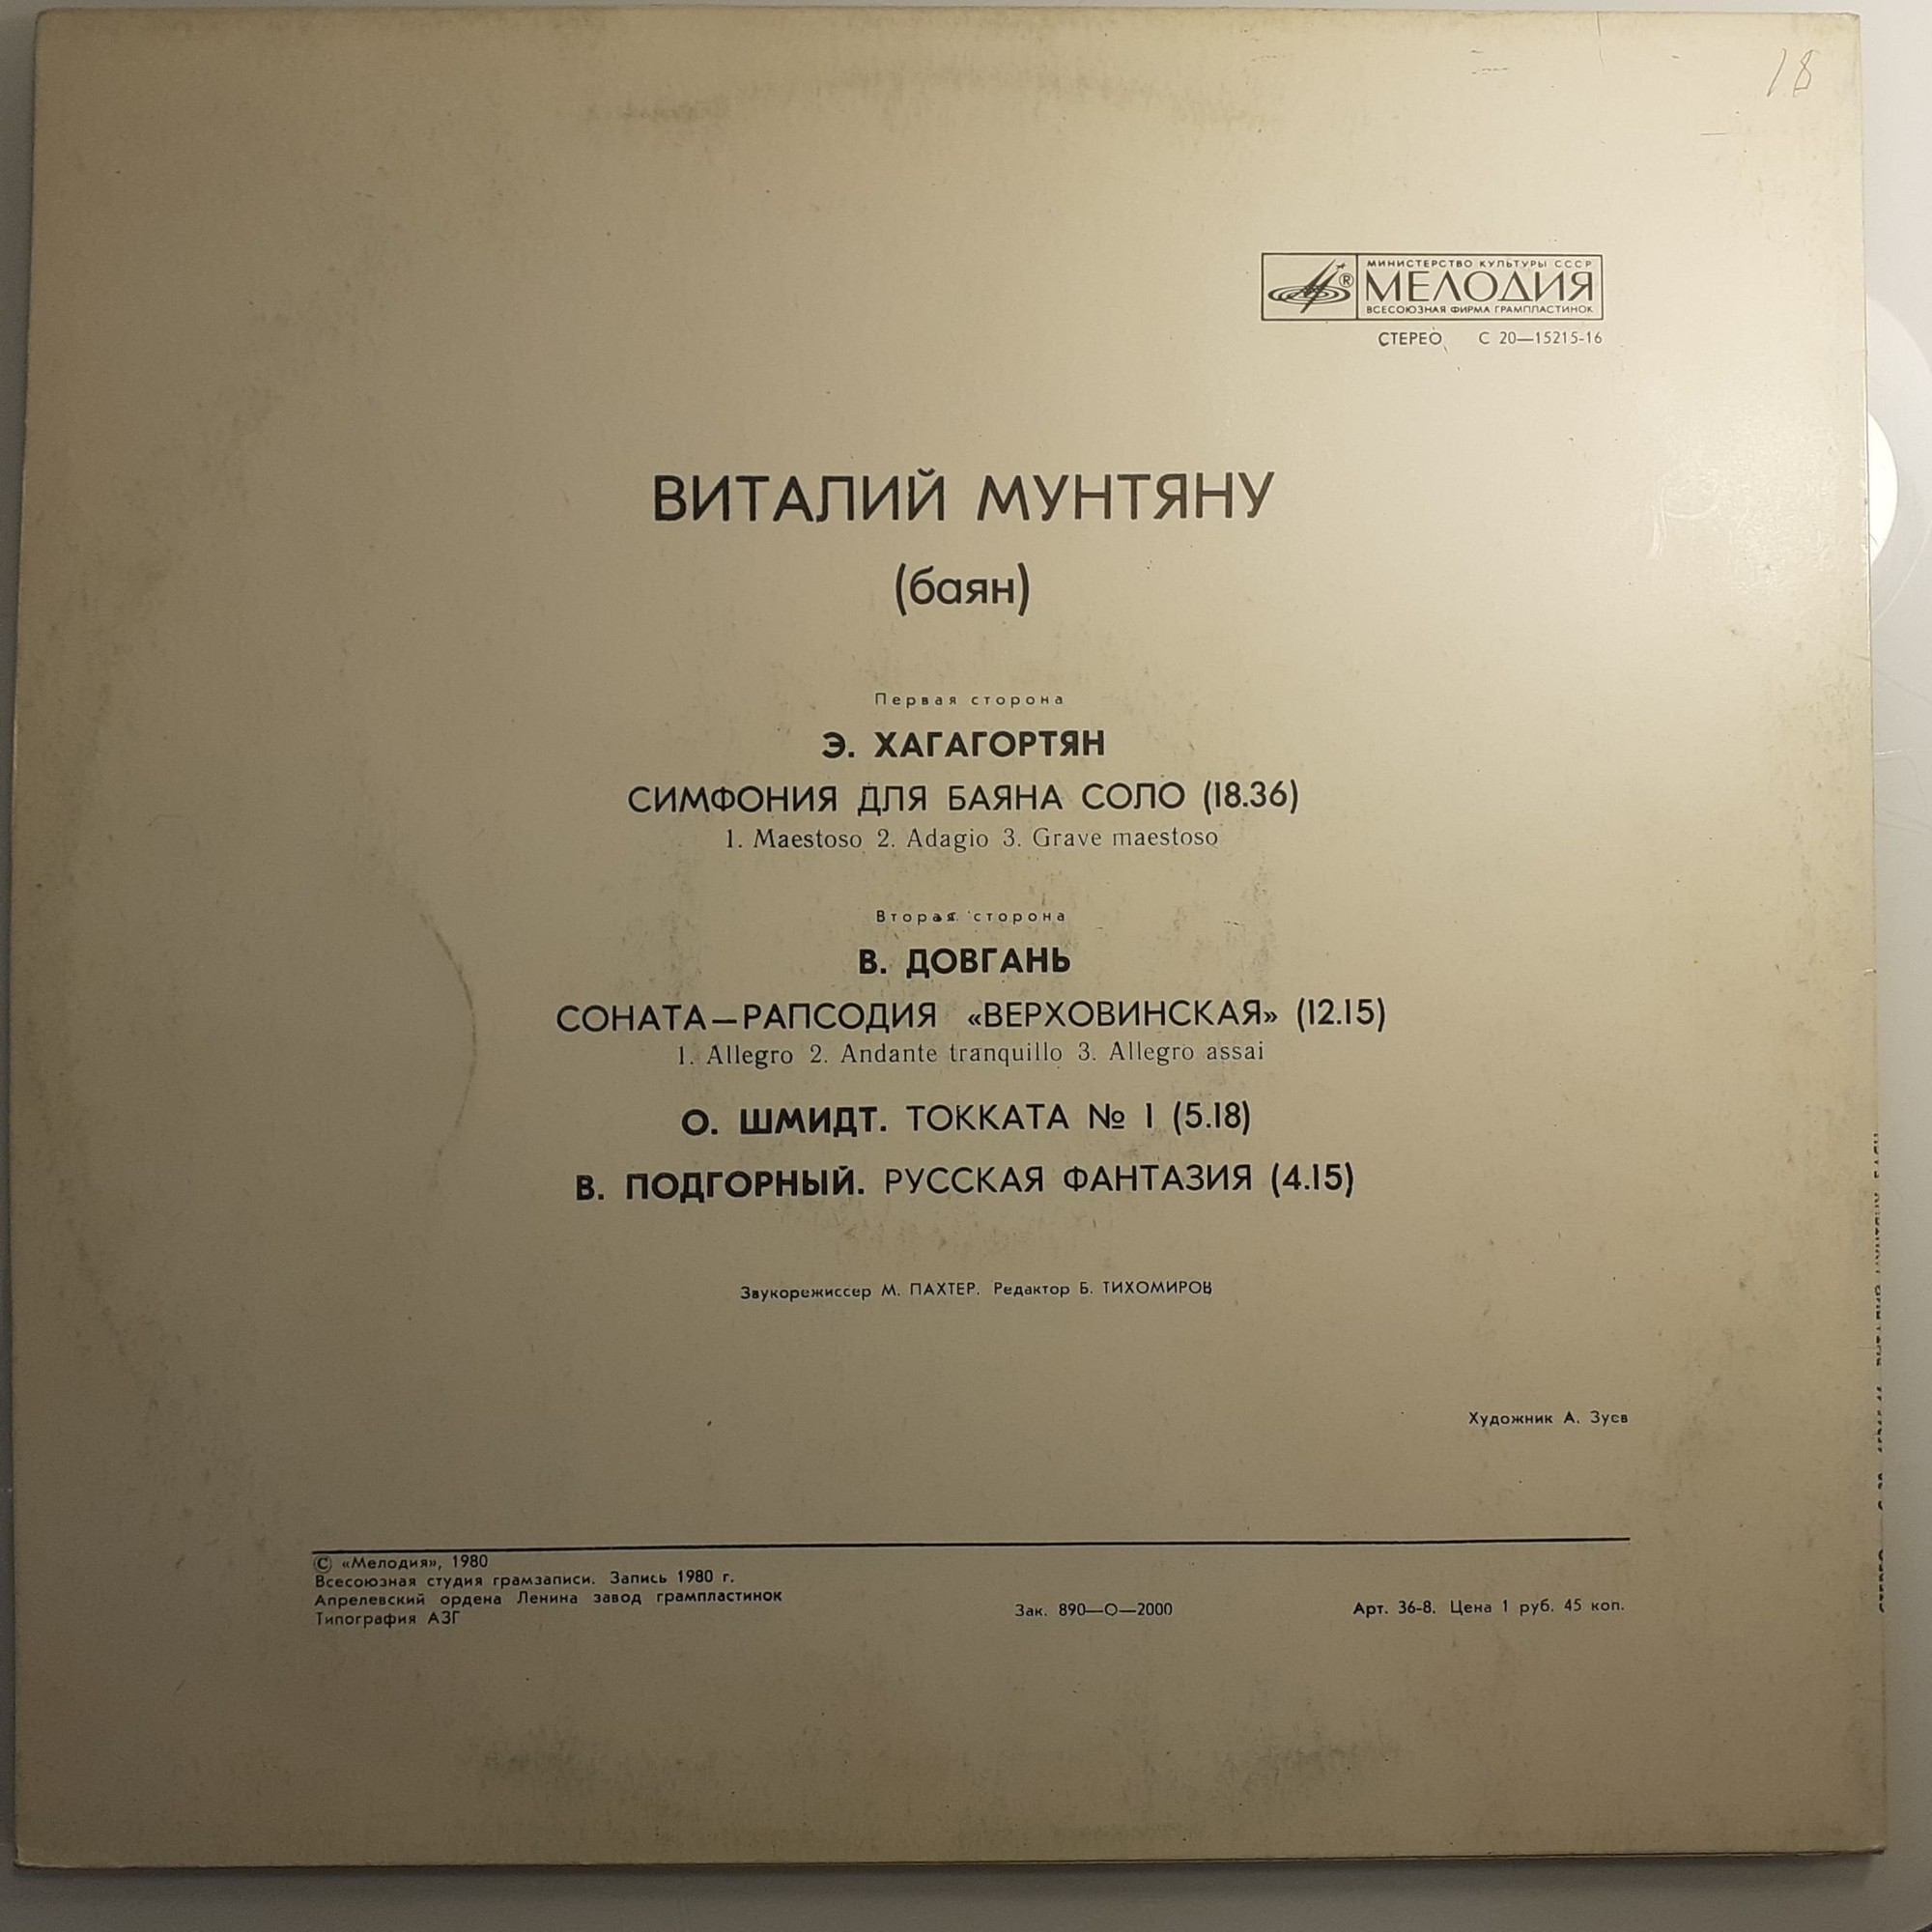 18
МИНИСТЕРСТВО КУЛЬТУРЫ СССР
МЕЛОДИЯ
ВСЕСОЮЗНАЯ ФИРМА ГРАМПЛАСТИНОК
СТЕРЕО С 20—15215-16
ВИТАЛИЙ МУНТЯНУ
(баян)
Первая сторона
Э. ХАГАГОРТЯН
СИМФОНИЯ ДЛЯ БАЯНА СОЛО (18.36)
1. Maestoso 2. Adagio 3. Grave maestoso
Вторая сторона
В. ДОВГАНЬ
СОНАТА—РАПСОДИЯ «ВЕРХОВИНСКАЯ» (12.15)
1. Allegro 2. Andante tranquillo 3. Allegro assai
О. ШМИДТ. ТОККАТА № 1 (5.18)
В. ПОДГОРНЫЙ. РУССКАЯ ФАНТАЗИЯ (4.15)
Звукорежиссер М. ПАХТЕР. Редактор Б. ТИХОМИРОВ
Художник А. Зуев
© «Мелодия», 1980
Всесоюзная студия грамзаписи. Запись 1980 г.
Апрелевский ордена Ленина завод грампластинок
Типография АЗГ
Зак. 890—О—2000
Арт. 36-8. Цена 1 руб. 45 коп.